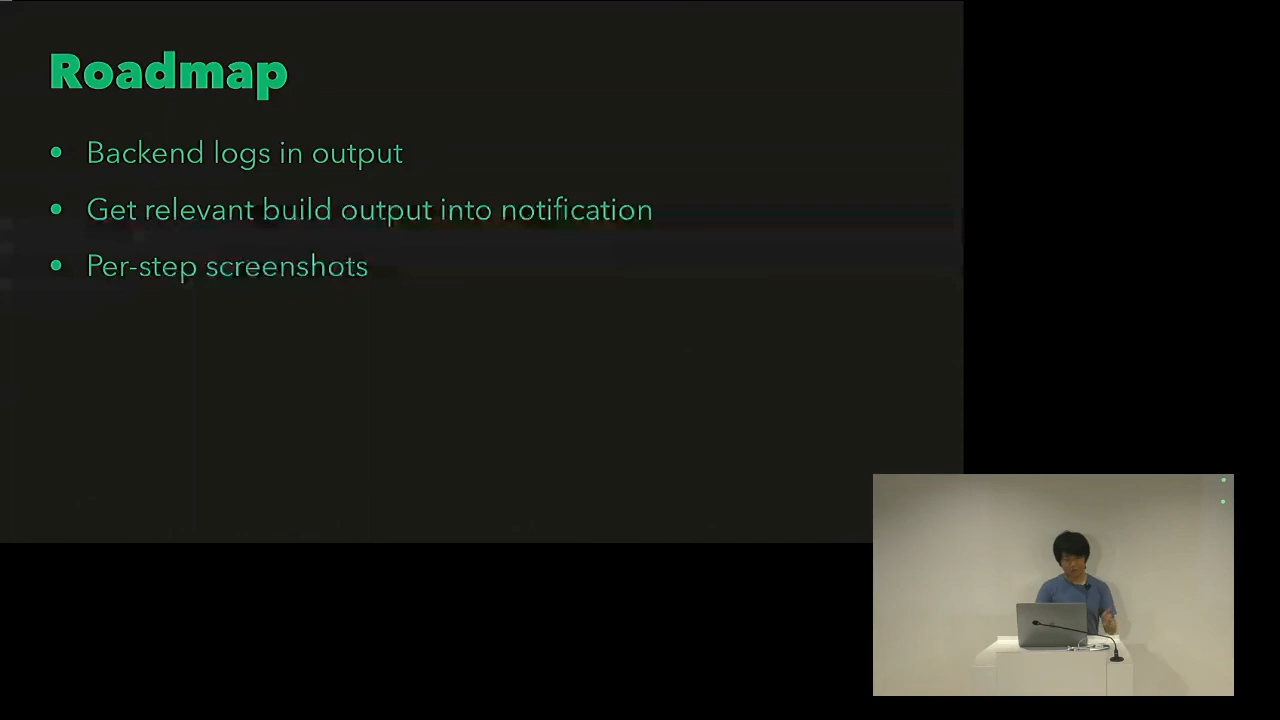 Roadmap
• Backend logs in output
• Get relevant build output into notification
• Per-step screenshots